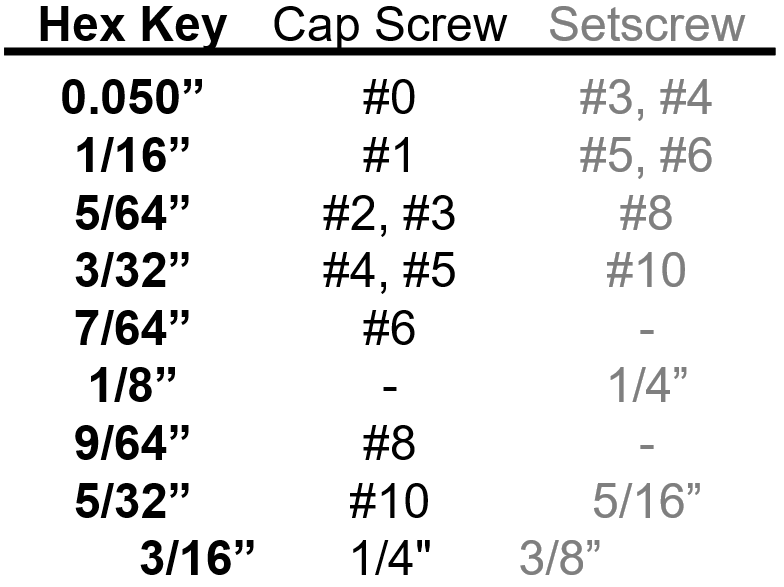 Hex Key Cap Screw Setscrew
0.050” #0 #3, #4
1/16” #1 #5, #6
5/64” #2, #3 #8
3/32” #4, #5 #10
7/64” #6 -
1/8” - 1/4”
9/64” #8 -
5/32” #10 5/16”
3/16” 1/4" 3/8”